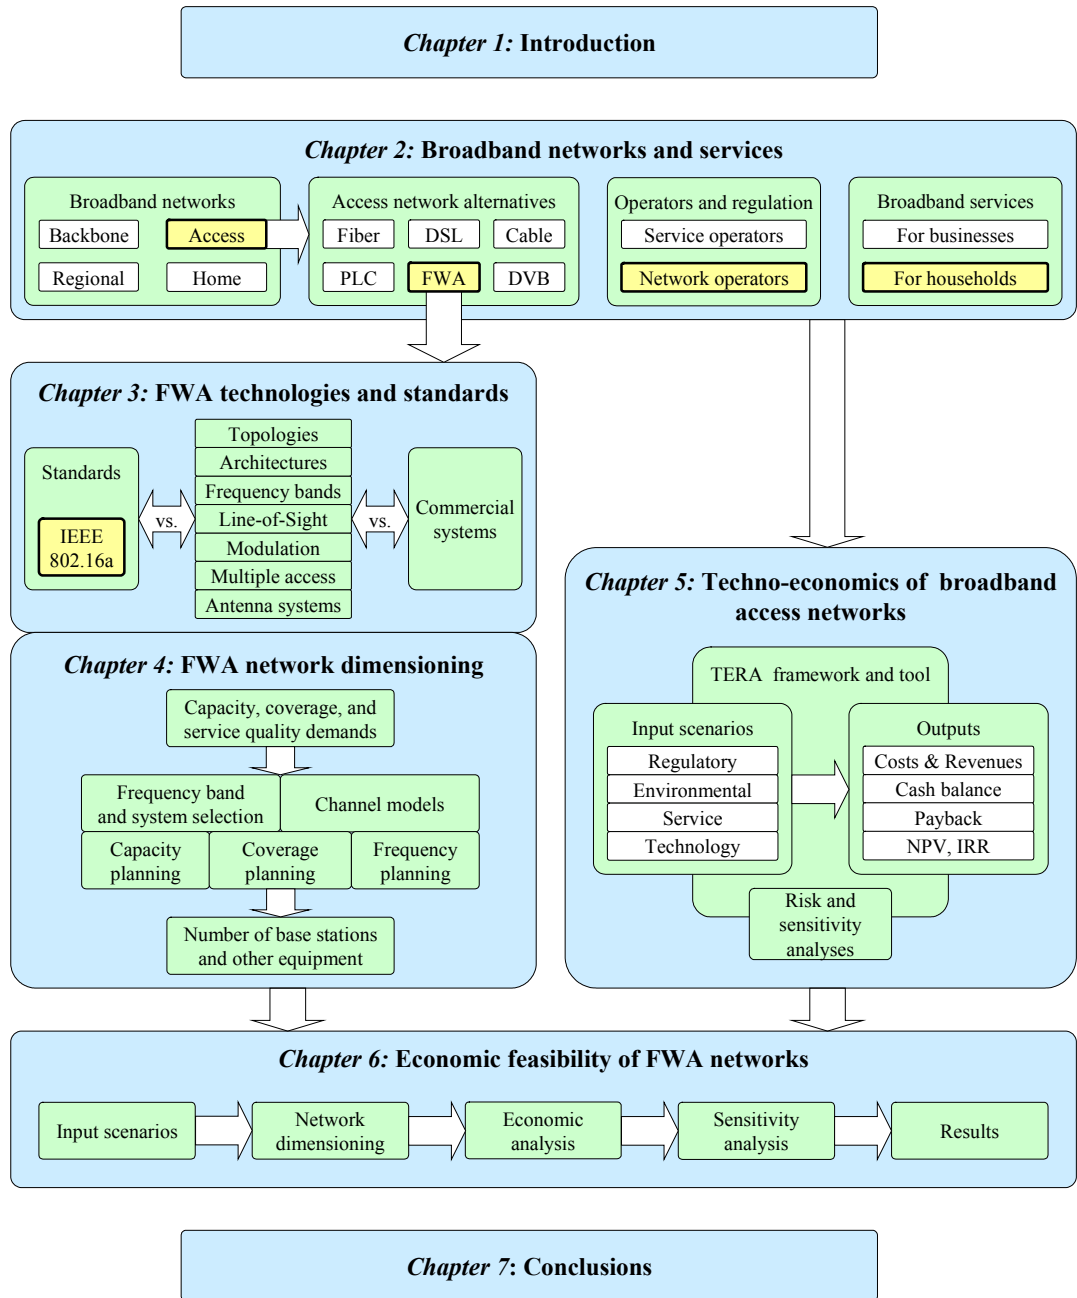 Chapter 1: Introduction
Chapter 2: Broadband networks and services
Broadband networks
Backbone
Access
Regional
Home
Access network alternatives
Fiber
DSL
Cable
PLC
FWA
DVB
Operators and regulation
Service operators
Network operators
Broadband services
For businesses
For households
Chapter 3: FWA technologies and standards
Standards
IEEE
802.16a
vs.
Topologies
Architectures
Frequency bands
Line-of-Sight
Modulation
Multiple access
Antenna systems
vs.
Commercial
systems
Chapter 4: FWA network dimensioning
Capacity, coverage, and
service quality demands
Frequency band
and system selection
Channel models
Capacity
planning
Coverage
planning
Frequency
planning
Number of base stations
and other equipment
Chapter 5: Techno-economics of broadband
access networks
TERA framework and tool
Input scenarios
Regulatory
Environmental
Service
Technology
Outputs
Costs & Revenues
Cash balance
Payback
NPV, IRR
Risk and
sensitivity
analyses
Chapter 6: Economic feasibility of FWA networks
Input scenarios
Network
dimensioning
Economic
analysis
Sensitivity
analysis
Results
Chapter 7: Conclusions